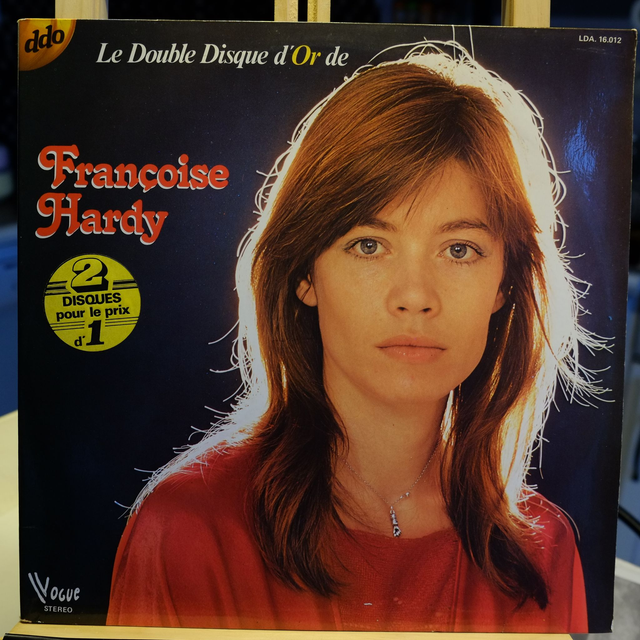 ddo
Le Double Disque d'Or de
LDA. 16.012
Françoise
Hardy
2
DISQUES
pour le prix
d'1
Vogue
STEREO